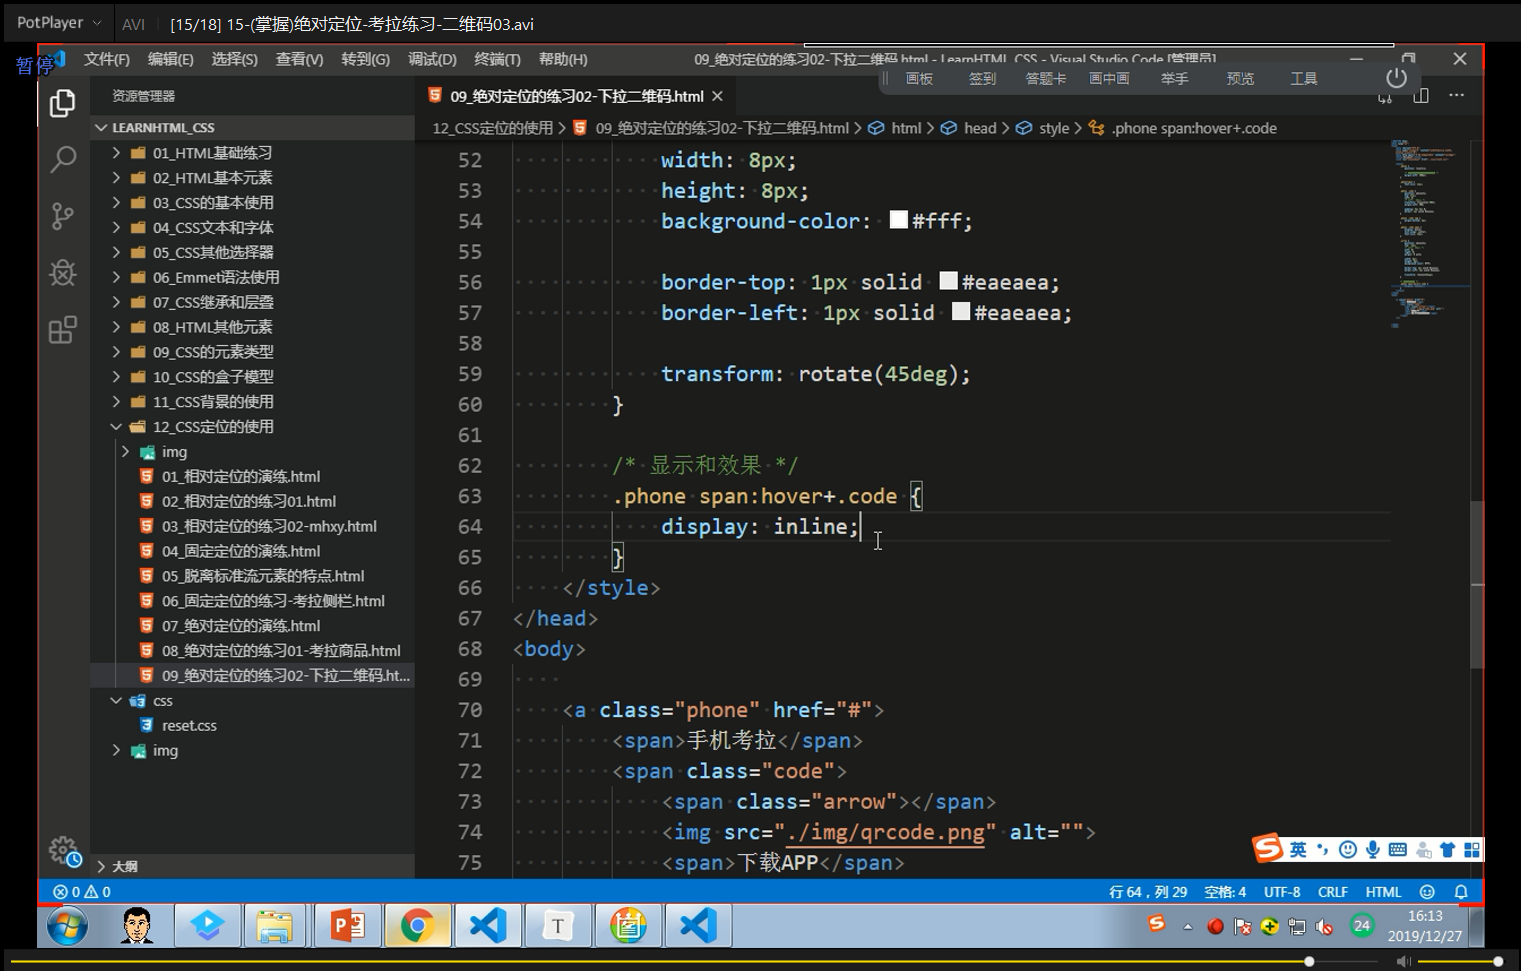 PotPlayer AVI [15/18] 15-(掌握)绝对定位-考拉练习-二维码03.avi
暂停
文件(F) 编辑(E) 选择(S) 查看(V) 转到(G) 调试(D) 终端(T) 帮助(H) 09_绝对定位的练习02-下拉二维码.html - LearnHTML_CSS - Visual Studio Code [管理员]
画板 签到 答题卡 画中画 举手 预览 工具
资源管理器
09_绝对定位的练习02-下拉二维码.html
LEARNHTML_CSS
12_CSS定位的使用 > 09_绝对定位的练习02-下拉二维码.html > html > head > style > .phone span:hover+.code
01_HTML基础练习
02_HTML基本元素
03_CSS的基本使用
04_CSS文本和字体
05_CSS其他选择器
06_Emmet语法使用
07_CSS继承和层叠
08_HTML其他元素
09_CSS的元素类型
10_CSS的盒子模型
11_CSS背景的使用
12_CSS定位的使用
img
01_相对定位的演练.html
02_相对定位的练习01.html
03_相对定位的练习02-mhxy.html
04_固定定位的演练.html
05_脱离标准流元素的特点.html
06_固定定位的练习-考拉侧栏.html
07_绝对定位的演练.html
08_绝对定位的练习01-考拉商品.html
09_绝对定位的练习02-下拉二维码.ht...
css
reset.css
img
大纲
52 width: 8px;
53 height: 8px;
54 background-color: #fff;
55
56 border-top: 1px solid #eaeaea;
57 border-left: 1px solid #eaeaea;
58
59 transform: rotate(45deg);
60 }
61
62 /* 显示和效果 */
63 .phone span:hover+.code {
64 display: inline;
65 }
66 </style>
67 </head>
68 <body>
69
70 <a class="phone" href="#">
71 <span>手机考拉</span>
72 <span class="code">
73 <span class="arrow"></span>
74 <img src="./img/qrcode.png" alt="">
75 <span>下载APP</span>
英
0 0 行 64，列 29 空格: 4 UTF-8 CRLF HTML
24
16:13
2019/12/27